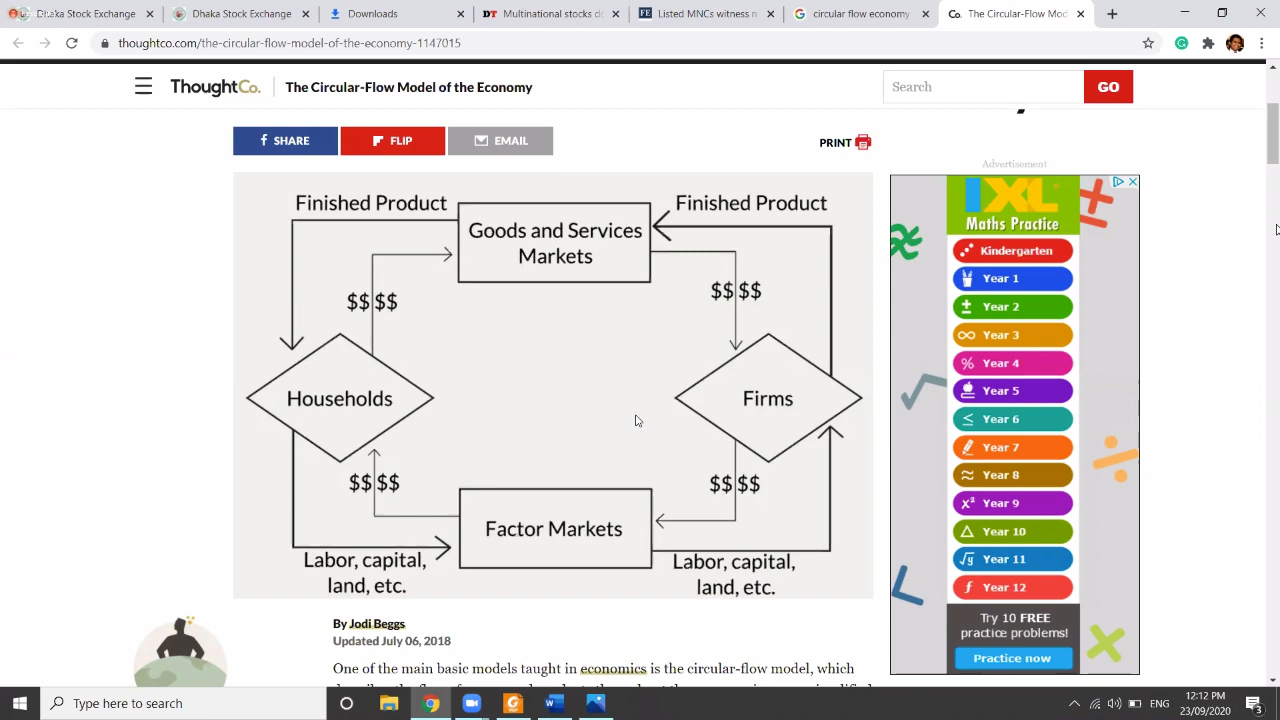 Dhaka Stock Exchange
Dhaka Stock Exchange
Downloads
DT Multinational stocks d
FE Listed MNCs witness n
circular flow economy
Co. The Circular-Flow Mod
thoughtco.com/the-circular-flow-model-of-the-economy-1147015
ThoughtCo.
The Circular-Flow Model of the Economy
Search
GO
SHARE
FLIP
EMAIL
PRINT
Advertisement
Finished Product
Finished Product
Goods and Services
Markets
$$ $$
$$ $$
Households
Firms
$$ $$
$$ $$
Factor Markets
Labor, capital,
land, etc.
Labor, capital,
land, etc.
IXL
Maths Practice
Kindergarten
Year 1
Year 2
Year 3
% Year 4
Year 5
≤ Year 6
Year 7
≈ Year 8
x² Year 9
Year 10
√y Year 11
f Year 12
Try 10 FREE
practice problems!
Practice now
By Jodi Beggs
Updated July 06, 2018
One of the main basic models taught in economics is the circular-flow model, which
Type here to search
ENG
12:12 PM
23/09/2020
3